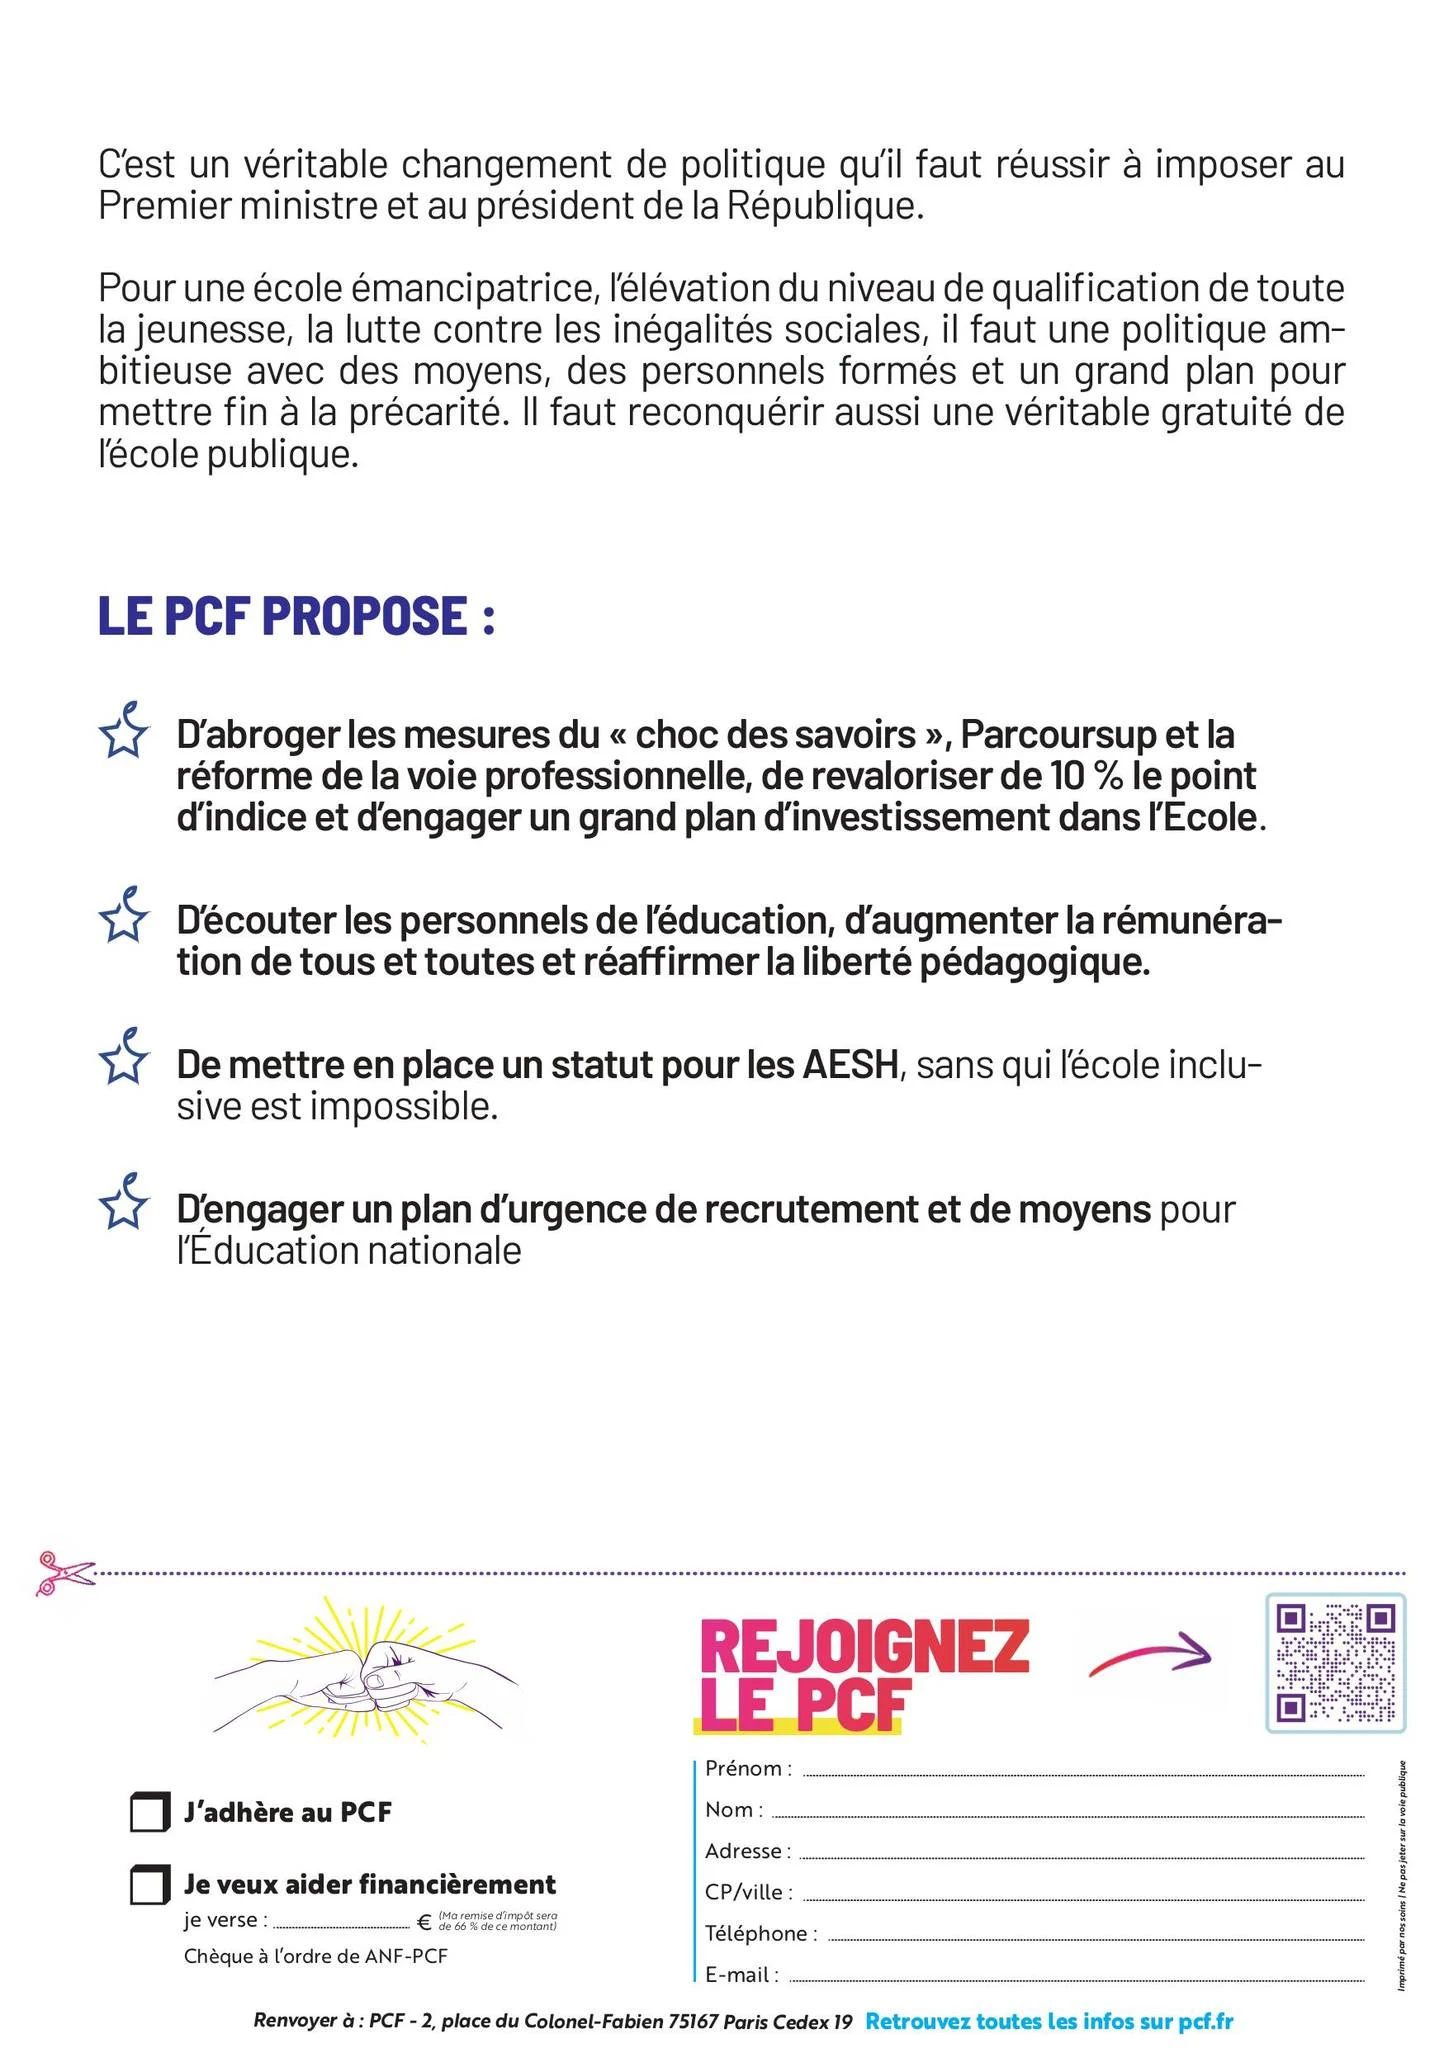 C’est un véritable changement de politique qu’il faut réussir à imposer au
Premier ministre et au président de la République.
Pour une école émancipatrice, l’élévation du niveau de qualification de toute
la jeunesse, la lutte contre les inégalités sociales, il faut une politique am-
bitieuse avec des moyens, des personnels formés et un grand plan pour
mettre fin à la précarité. Il faut reconquérir aussi une véritable gratuité de
l’école publique.
LE PCF PROPOSE :
D’abroger les mesures du « choc des savoirs », Parcoursup et la
réforme de la voie professionnelle, de revaloriser de 10 % le point
d’indice et d’engager un grand plan d’investissement dans l’Ecole.
D’écouter les personnels de l’éducation, d’augmenter la rémunéra-
tion de tous et toutes et réaffirmer la liberté pédagogique.
De mettre en place un statut pour les AESH, sans qui l’école inclu-
sive est impossible.
D’engager un plan d’urgence de recrutement et de moyens pour
l’Éducation nationale
J’adhère au PCF
Je veux aider financièrement
je verse : € (Ma remise d’impôt sera
de 66 % de ce montant)
Chèque à l’ordre de ANF-PCF
REJOIGNEZ
LE PCF
Prénom :
Nom :
Adresse :
CP/ville :
Téléphone :
E-mail :
Imprimé par nos soins | Ne pas jeter sur la voie publique
Renvoyer à : PCF - 2, place du Colonel-Fabien 75167 Paris Cedex 19 Retrouvez toutes les infos sur pcf.fr